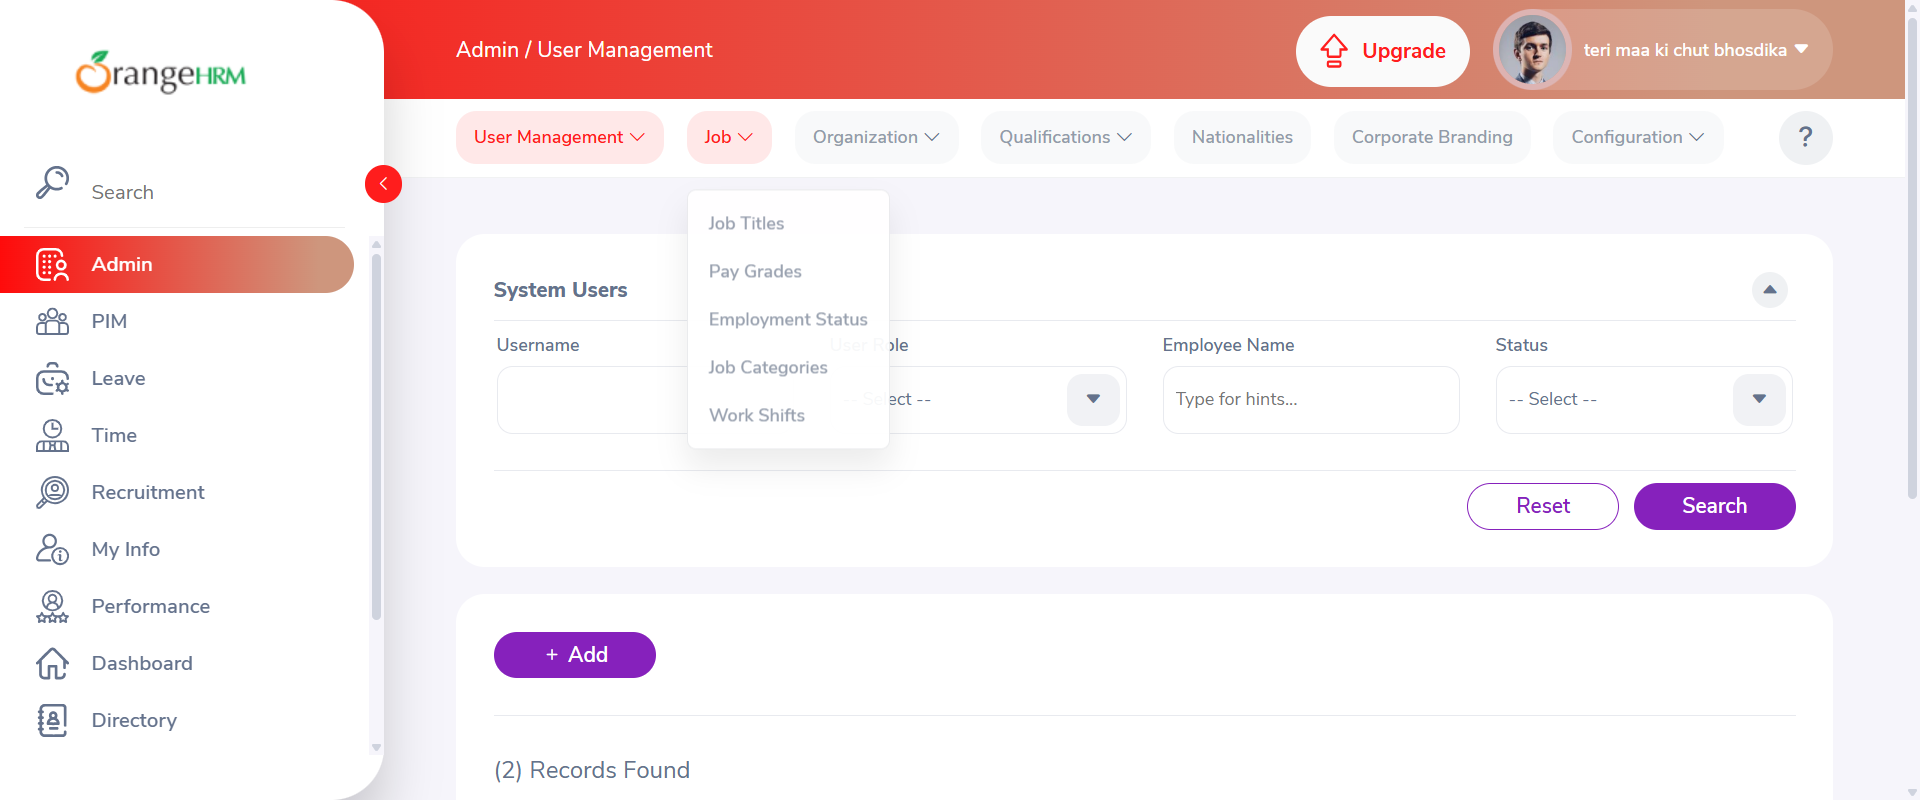 OrangeHRM
Search
Admin
PIM
Leave
Time
Recruitment
My Info
Performance
Dashboard
Directory
Admin / User Management
Upgrade
teri maa ki chut bhosdika
User Management
Job
Organization
Qualifications
Nationalities
Corporate Branding
Configuration
?
Job Titles
Pay Grades
Employment Status
Job Categories
Work Shifts
System Users
Username
User Role
-- Select --
Employee Name
Type for hints...
Status
-- Select --
Reset
Search
+ Add
(2) Records Found